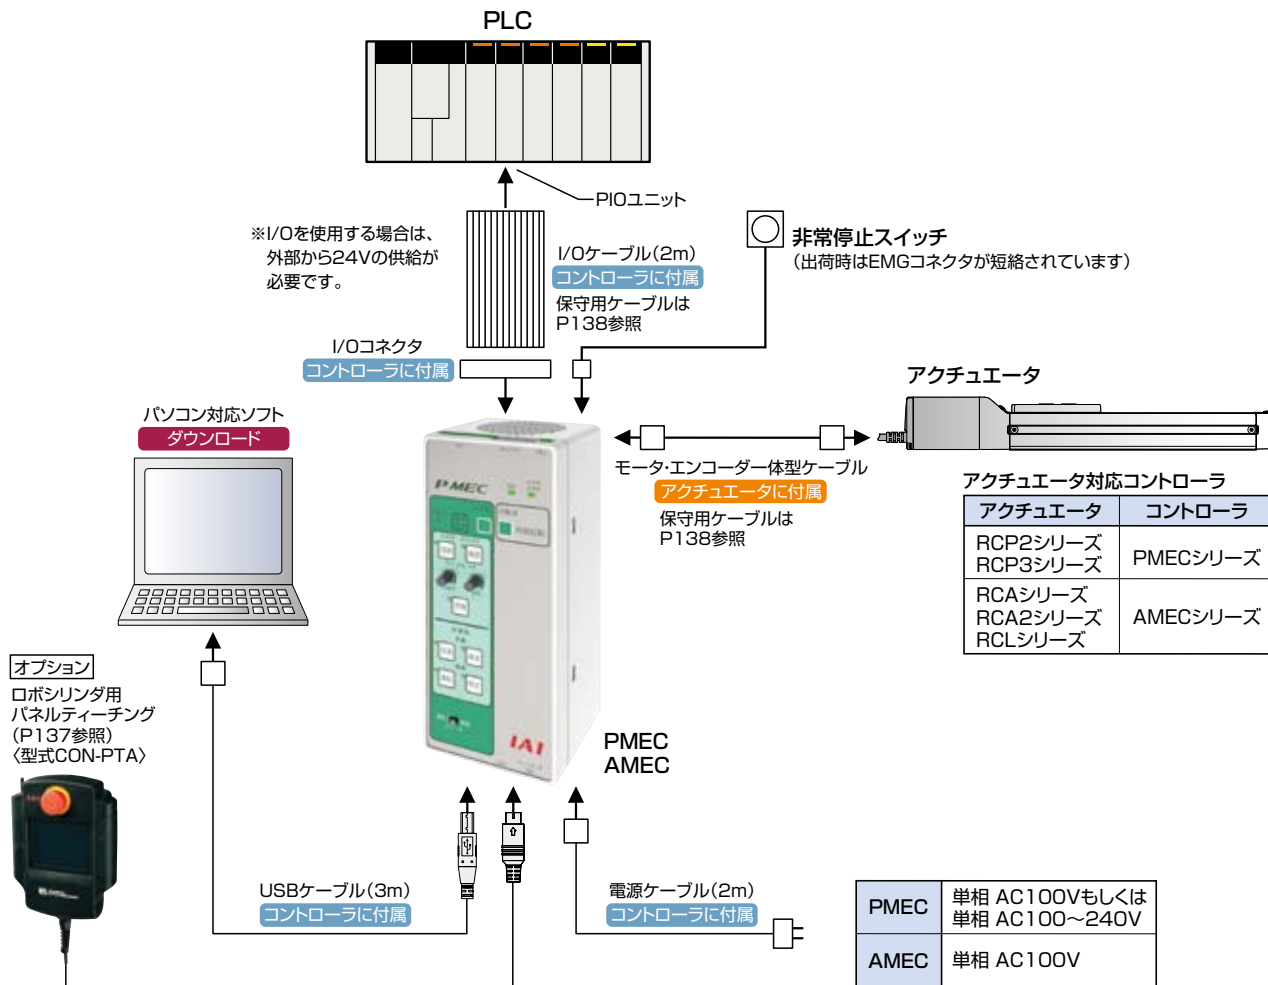 PLC
PIOユニット
※I/Oを使用する場合は、
外部から24Vの供給が
必要です。
I/Oケーブル(2m)
コントローラに付属
保守用ケーブルは
P138参照
非常停止スイッチ
(出荷時はEMGコネクタが短絡されています)
I/Oコネクタ
コントローラに付属
アクチュエータ
パソコン対応ソフト
ダウンロード
モータ・エンコーダ一体型ケーブル
アクチュエータに付属
保守用ケーブルは
P138参照
アクチュエータ対応コントローラ
アクチュエータ コントローラ
RCP2シリーズ
RCP3シリーズ
PMECシリーズ
RCAシリーズ
RCA2シリーズ
RCLシリーズ
AMECシリーズ
PMEC
IAI
オプション
ロボシリンダ用
パネルティーチング
(P137参照)
〈型式CON-PTA〉
PMEC
AMEC
USBケーブル(3m)
コントローラに付属
電源ケーブル(2m)
コントローラに付属
PMEC
単相 AC100Vもしくは
単相 AC100〜240V
AMEC
単相 AC100V